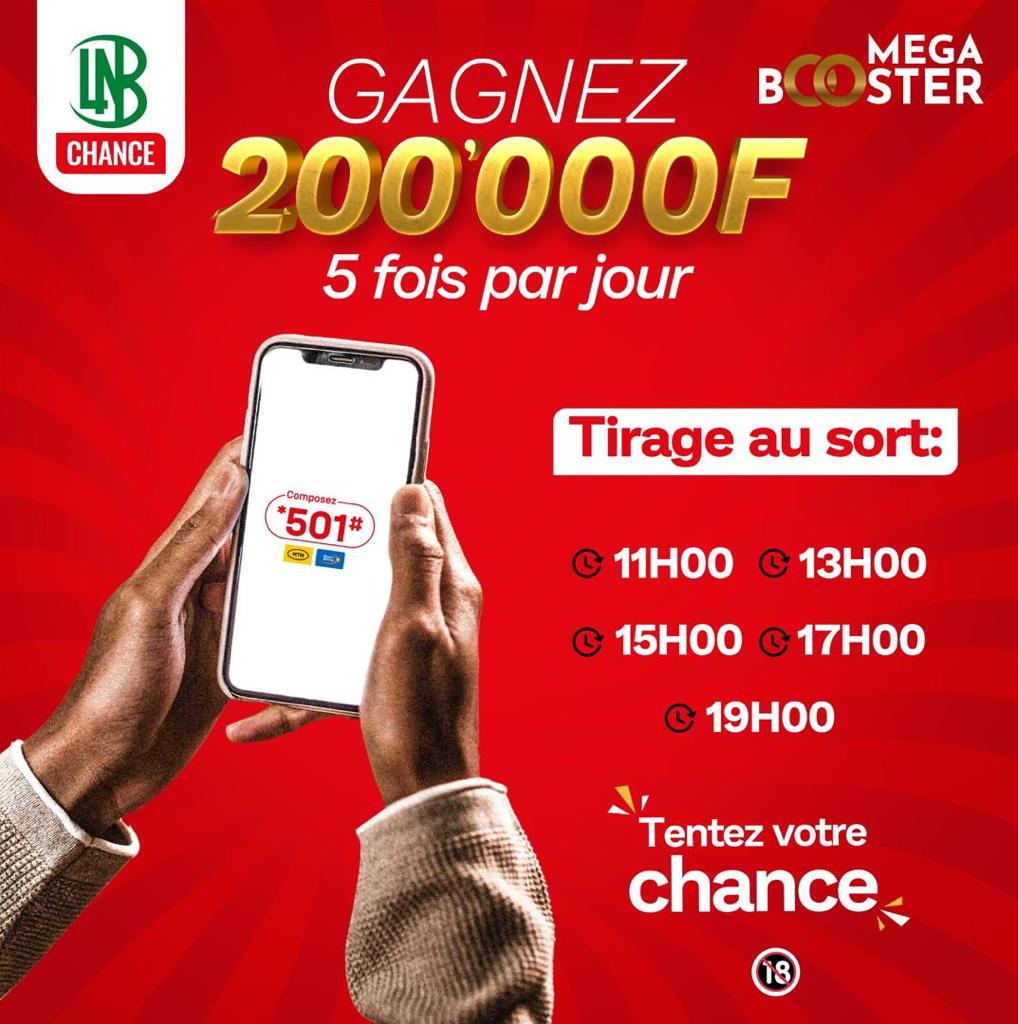 LNB
CHANCE
MEGA
BOOSTER
GAGNEZ
200'000F
5 fois par jour
Composez
*501#
MTN
Tirage au sort:
11H00
13H00
15H00
17H00
19H00
Tentez votre
chance
18